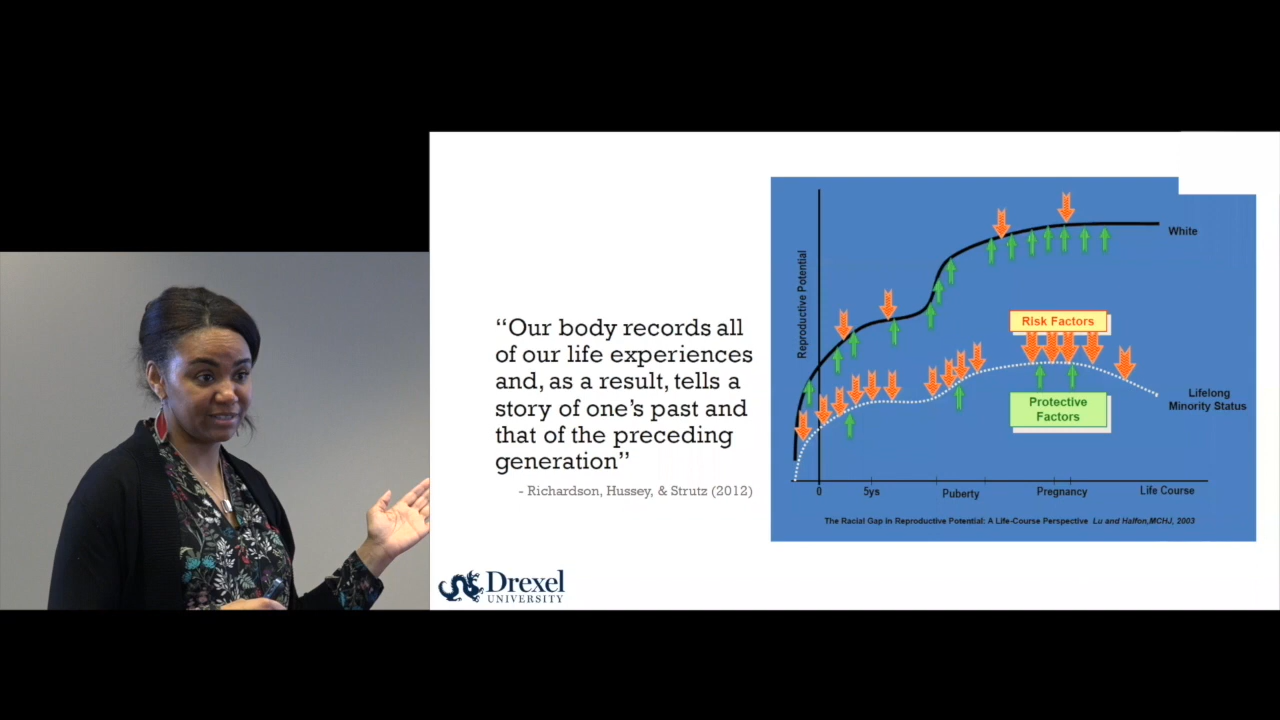 “Our body records all
of our life experiences
and, as a result, tells a
story of one’s past and
that of the preceding
generation”
- Richardson, Hussey, & Strutz (2012)
Drexel
UNIVERSITY
Reproductive Potential
White
Risk Factors
Protective
Factors
Lifelong
Minority Status
0
5ys
Puberty
Pregnancy
Life Course
The Racial Gap in Reproductive Potential: A Life-Course Perspective Lu and Halfon,MCHJ, 2003